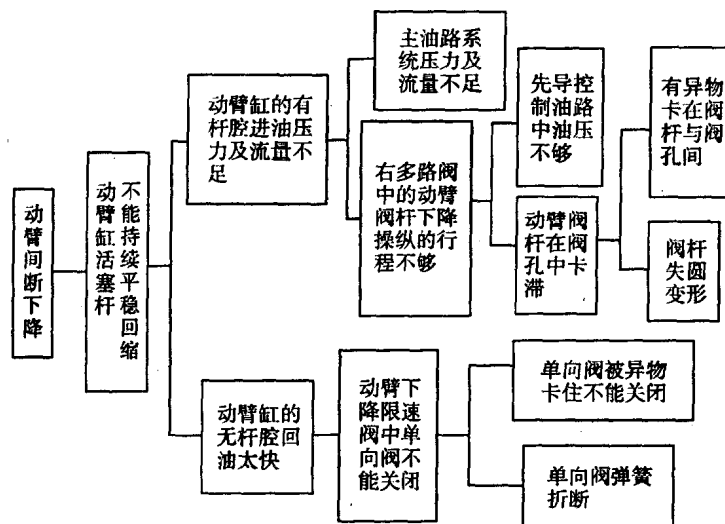 动臂间断下降
动臂缸活塞杆
不能持续平稳回缩
动臂缸的有
杆腔进油压
力及流量不
足
主油路系
统压力及
流量不足
右多路阀
中的动臂
阀杆下降
操纵的行
程不够
先导控
制油路
中油压
不够
动臂阀
杆在阀
孔中卡
滞
有异物
卡在阀
杆与阀
孔间
阀杆
失圆
变形
动臂缸的
无杆腔回
油太快
动臂下
降限速
阀中单
向阀不
能关闭
单向阀被异物
卡住不能关闭
单向阀弹簧
折断